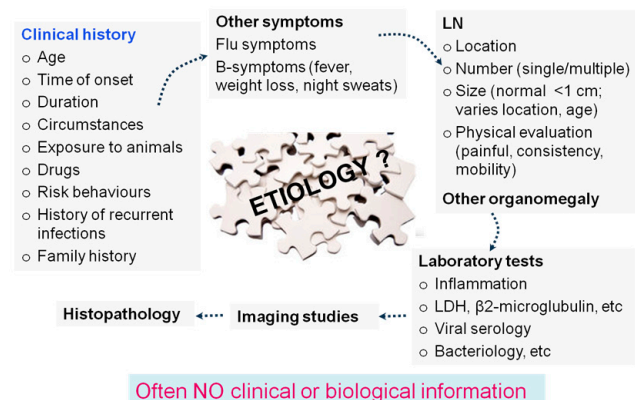 Clinical history
o Age
o Time of onset
o Duration
o Circumstances
o Exposure to animals
o Drugs
o Risk behaviours
o History of recurrent
infections
o Family history
Other symptoms
Flu symptoms
B-symptoms (fever,
weight loss, night sweats)
LN
o Location
o Number (single/multiple)
o Size (normal <1 cm;
varies location, age)
o Physical evaluation
(painful, consistency,
mobility)
Other organomegaly
ETIOLOGY ?
Laboratory tests
o Inflammation
o LDH, β2-microglubulin, etc
o Viral serology
o Bacteriology, etc
Imaging studies
Histopathology
Often NO clinical or biological information